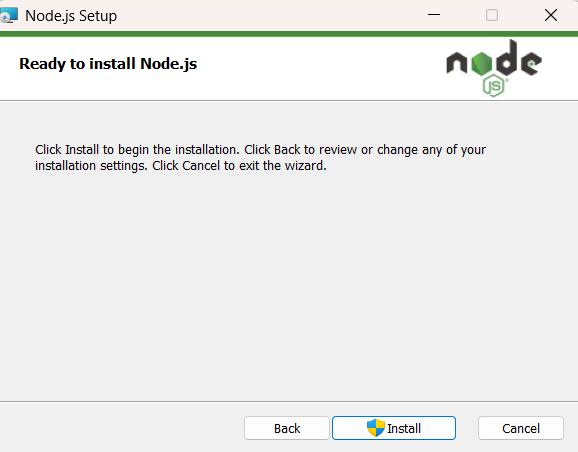 Node.js Setup
Ready to install Node.js
node
JS
Click Install to begin the installation. Click Back to review or change any of your
installation settings. Click Cancel to exit the wizard.
Back
Install
Cancel